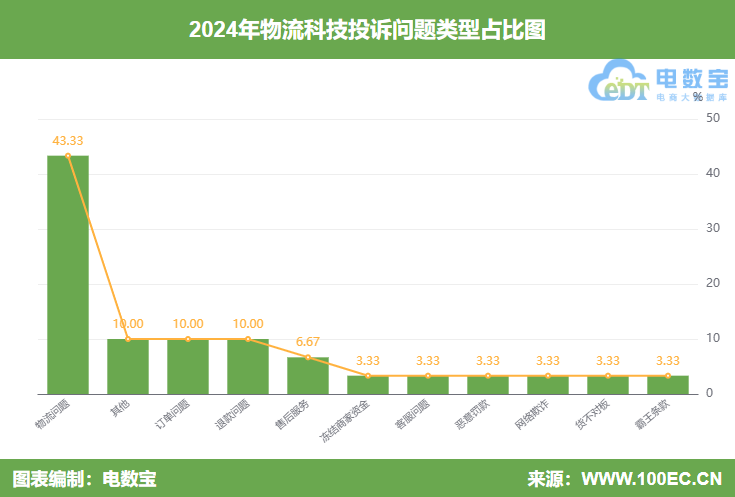 2024年物流科技投诉问题类型占比图
eDT 电数宝
电商大数据库
%
50
40
30
20
10
0
43.33
10.00 10.00 10.00
6.67
3.33 3.33 3.33 3.33 3.33 3.33
物流问题 其他 订单问题 退款问题 售后服务 冻结商家资金 客服问题 恶意罚款 网络欺诈 货不对板 霸王条款
图表编制：电数宝 来源：WWW.100EC.CN